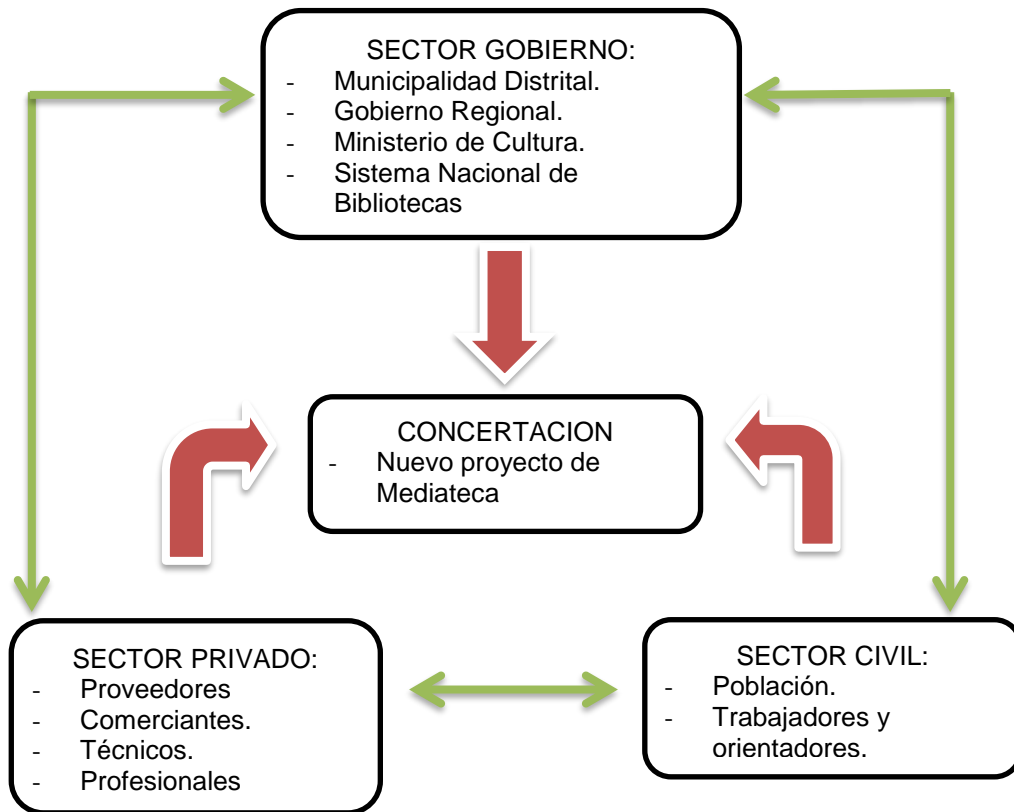 SECTOR GOBIERNO:
- Municipalidad Distrital.
- Gobierno Regional.
- Ministerio de Cultura.
- Sistema Nacional de
Bibliotecas
CONCERTACION
- Nuevo proyecto de
Mediateca
SECTOR PRIVADO:
- Proveedores
- Comerciantes.
- Técnicos.
- Profesionales
SECTOR CIVIL:
- Población.
- Trabajadores y
orientadores.